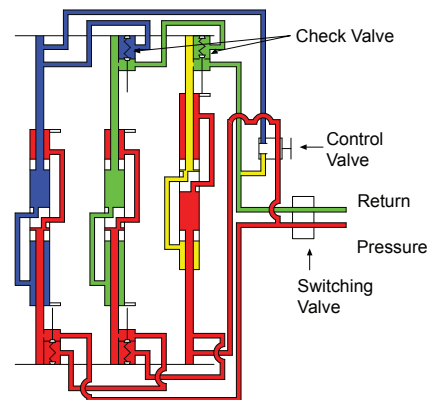 Check Valve
Control
Valve
Return
Pressure
Switching
Valve